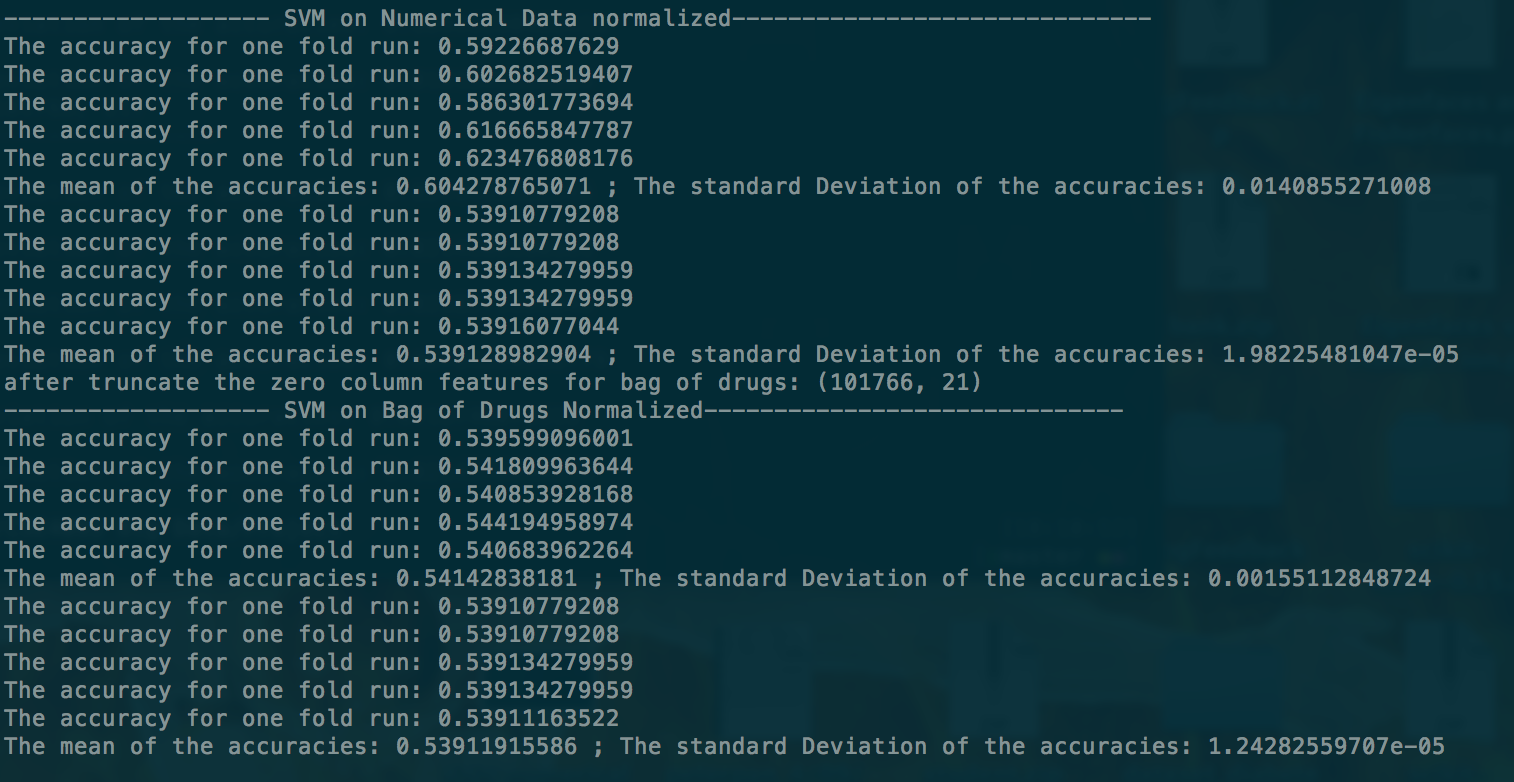 ------------------- SVM on Numerical Data normalized------------------------------
The accuracy for one fold run: 0.59226687629
The accuracy for one fold run: 0.602682519407
The accuracy for one fold run: 0.586301773694
The accuracy for one fold run: 0.616665847787
The accuracy for one fold run: 0.623476808176
The mean of the accuracies: 0.604278765071 ; The standard Deviation of the accuracies: 0.0140855271008
The accuracy for one fold run: 0.53910779208
The accuracy for one fold run: 0.53910779208
The accuracy for one fold run: 0.539134279959
The accuracy for one fold run: 0.539134279959
The accuracy for one fold run: 0.53916077044
The mean of the accuracies: 0.539128982904 ; The standard Deviation of the accuracies: 1.98225481047e-05
after truncate the zero column features for bag of drugs: (101766, 21)
------------------- SVM on Bag of Drugs Normalized------------------------------
The accuracy for one fold run: 0.539599096001
The accuracy for one fold run: 0.541809963644
The accuracy for one fold run: 0.540853928168
The accuracy for one fold run: 0.544194958974
The accuracy for one fold run: 0.540683962264
The mean of the accuracies: 0.54142838181 ; The standard Deviation of the accuracies: 0.00155112848724
The accuracy for one fold run: 0.53910779208
The accuracy for one fold run: 0.53910779208
The accuracy for one fold run: 0.539134279959
The accuracy for one fold run: 0.539134279959
The accuracy for one fold run: 0.53911163522
The mean of the accuracies: 0.53911915586 ; The standard Deviation of the accuracies: 1.24282559707e-05